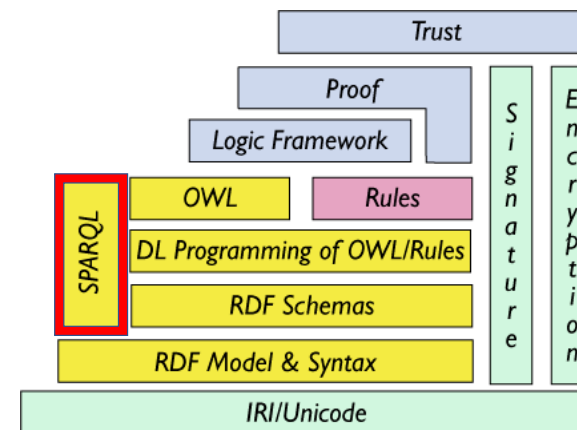 Trust
Proof
Signature
Encryption
Logic Framework
SPARQL
OWL
Rules
DL Programming of OWL/Rules
RDF Schemas
RDF Model & Syntax
IRI/Unicode